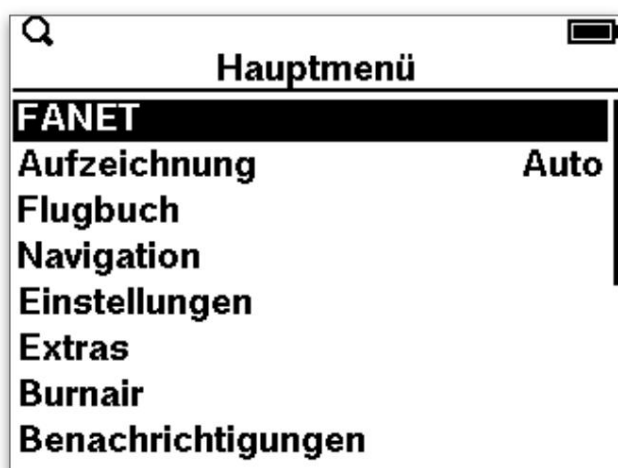 Hauptmenü
FANET
Aufzeichnung Auto
Flugbuch
Navigation
Einstellungen
Extras
Burnair
Benachrichtigungen